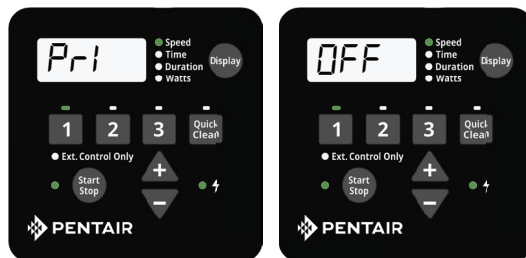 Pri
Speed
Time
Duration
Watts
Display
1
2
3
Quick Clean
Ext. Control Only
Start
Stop
+
−
PENTAIR
OFF
Speed
Time
Duration
Watts
Display
1
2
3
Quick Clean
Ext. Control Only
Start
Stop
+
−
PENTAIR